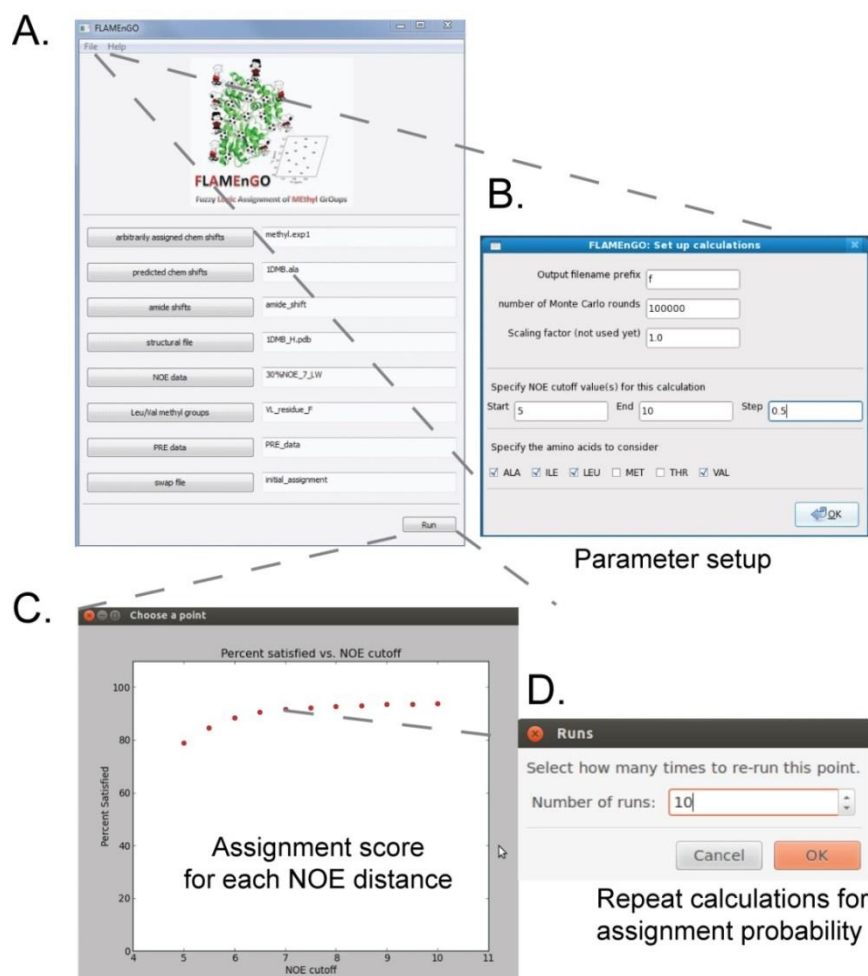 A.
FLAMEnGO
File Help
FLAMEnGO
Fuzzy Logic Assignment of MEthyl GrOups
arbitrarily assigned chem shifts methyl.exp1
predicted chem shifts 1DMB.ala
amide shifts amide_shift
structural file 1DMB_H.pdb
NOE data 30%NOE_7_LW
Leu/Val methyl groups VL_residue_F
PRE data PRE_data
swap file initial_assignment
Run
B.
FLAMEnGO: Set up calculations
Output filename prefix f
number of Monte Carlo rounds 100000
Scaling factor (not used yet) 1.0
Specify NOE cutoff value(s) for this calculation
Start 5 End 10 Step 0.5
Specify the amino acids to consider
ALA ILE LEU MET THR VAL
OK
Parameter setup
C.
Choose a point
Percent satisfied vs. NOE cutoff
100
80
60
40
20
0
Percent Satisfied
Assignment score
for each NOE distance
4 5 6 7 8 9 10 11
NOE cutoff
D.
Runs
Select how many times to re-run this point.
Number of runs: 10
Cancel OK
Repeat calculations for
assignment probability